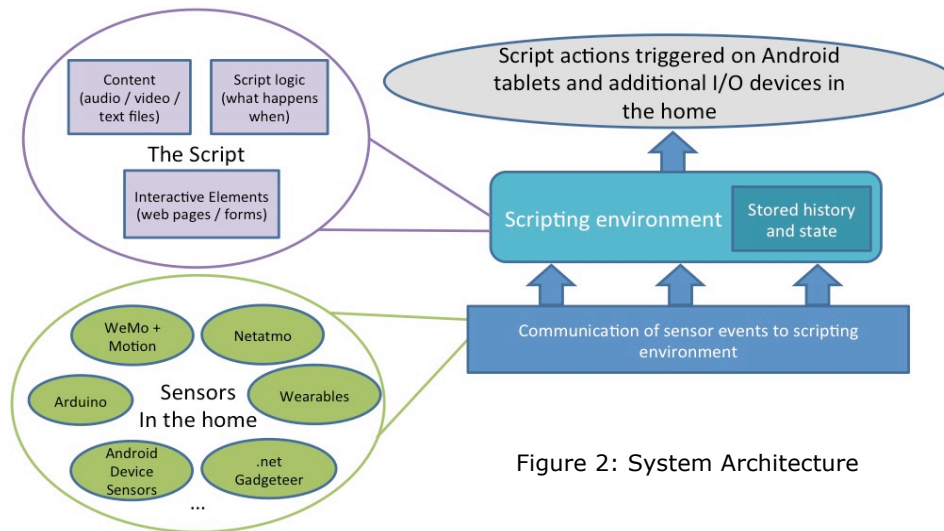 Content
(audio / video /
text files)
Script logic
(what happens
when)
The Script
Interactive Elements
(web pages / forms)
Script actions triggered on Android
tablets and additional I/O devices in
the home
Scripting environment
Stored history
and state
Communication of sensor events to scripting
environment
WeMo +
Motion
Netatmo
Arduino
Sensors
In the home
Wearables
Android
Device
Sensors
.net
Gadgeteer
...
Figure 2: System Architecture